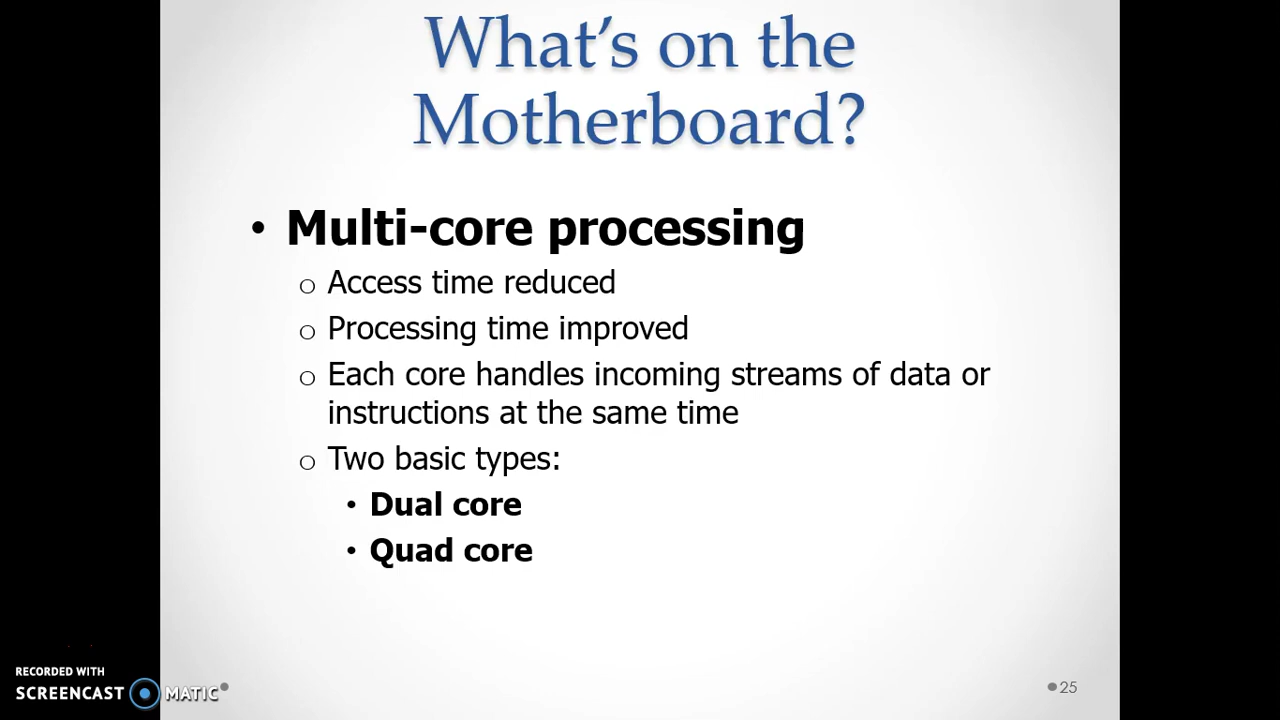 What's on the
Motherboard?
• Multi-core processing
o Access time reduced
o Processing time improved
o Each core handles incoming streams of data or
instructions at the same time
o Two basic types:
• Dual core
• Quad core
RECORDED WITH
SCREENCAST MATIC
25